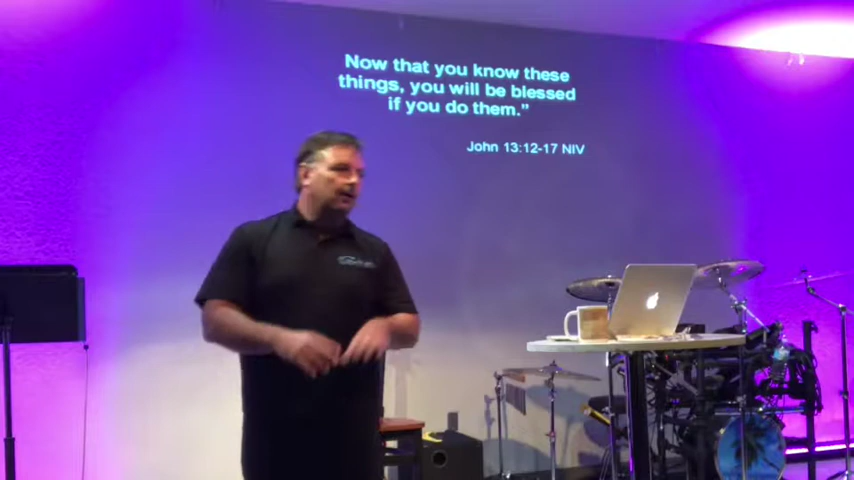 Now that you know these
things, you will be blessed
if you do them.”
John 13:12-17 NIV